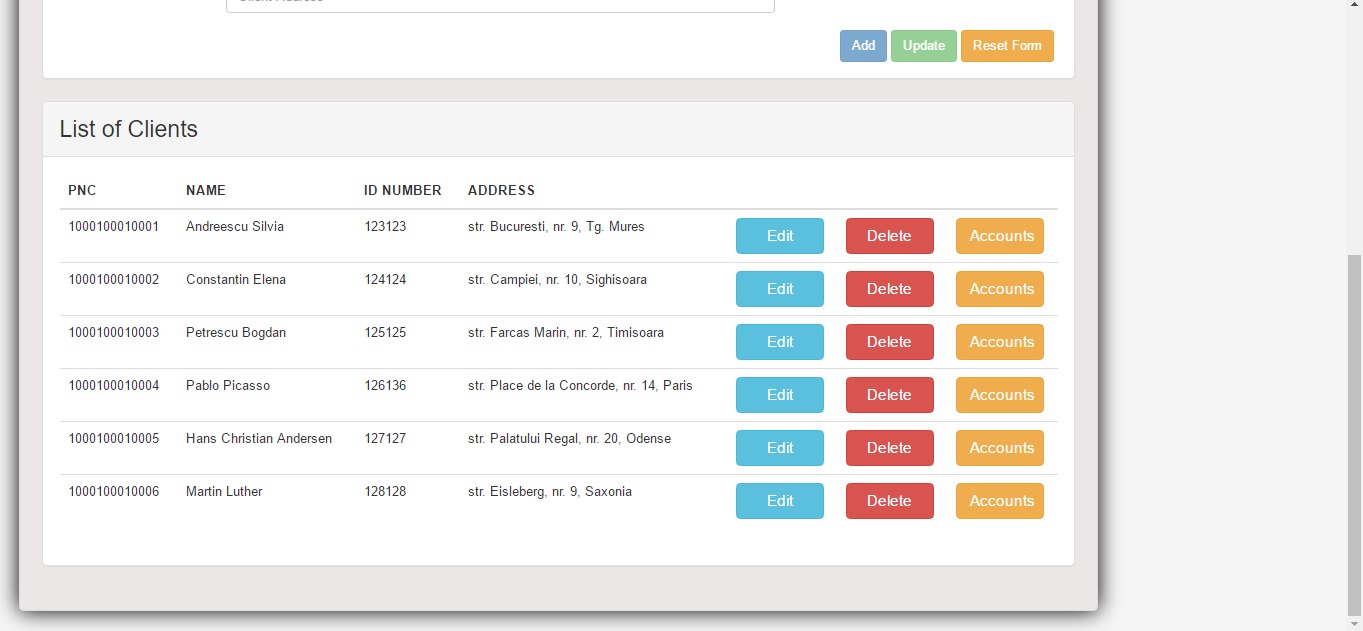 Client Address
Add Update Reset Form
List of Clients
PNC NAME ID NUMBER ADDRESS
1000100010001 Andreescu Silvia 123123 str. Bucuresti, nr. 9, Tg. Mures Edit Delete Accounts
1000100010002 Constantin Elena 124124 str. Campiei, nr. 10, Sighisoara Edit Delete Accounts
1000100010003 Petrescu Bogdan 125125 str. Farcas Marin, nr. 2, Timisoara Edit Delete Accounts
1000100010004 Pablo Picasso 126136 str. Place de la Concorde, nr. 14, Paris Edit Delete Accounts
1000100010005 Hans Christian Andersen 127127 str. Palatului Regal, nr. 20, Odense Edit Delete Accounts
1000100010006 Martin Luther 128128 str. Eisleberg, nr. 9, Saxonia Edit Delete Accounts